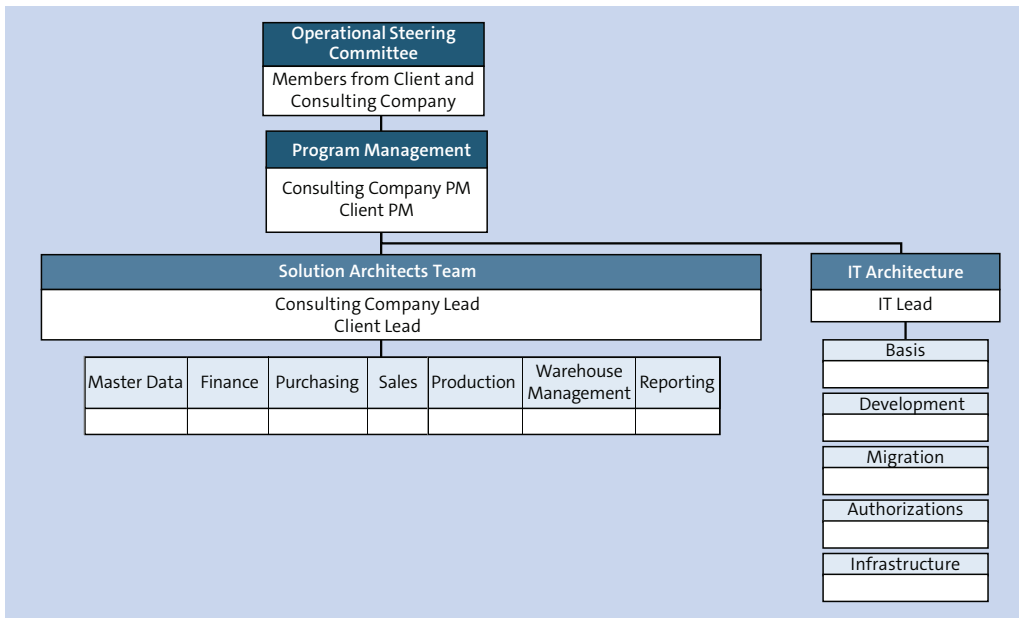 Operational Steering
Committee
Members from Client and
Consulting Company
Program Management
Consulting Company PM
Client PM
Solution Architects Team
Consulting Company Lead
Client Lead
Master Data
Finance
Purchasing
Sales
Production
Warehouse
Management
Reporting
IT Architecture
IT Lead
Basis
Development
Migration
Authorizations
Infrastructure